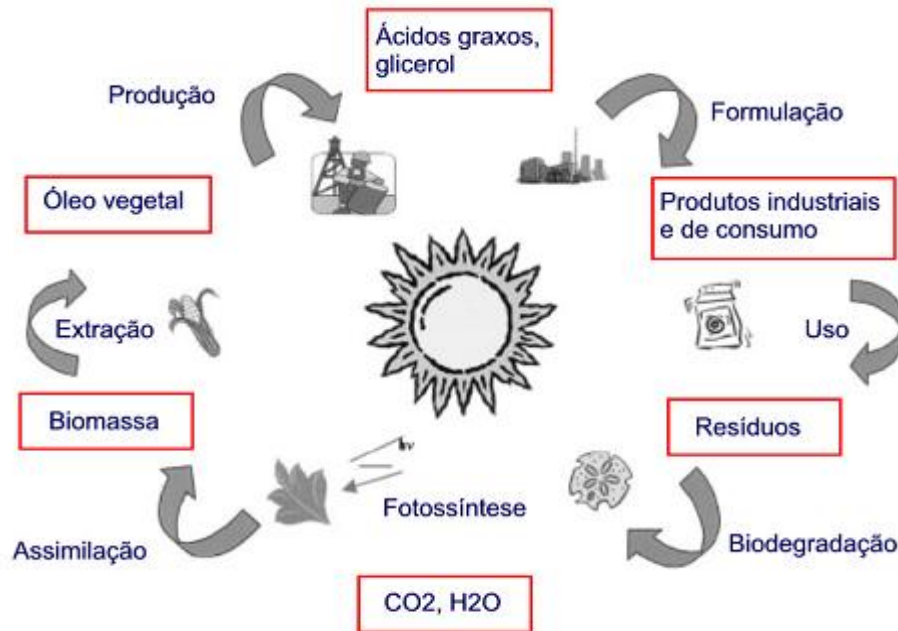 Ácidos graxos,
glicerol
Produção
Formulação
Óleo vegetal
Produtos industriais
e de consumo
Extração
Uso
Biomassa
Resíduos
hν
Fotossíntese
Assimilação
Biodegradação
CO2, H2O